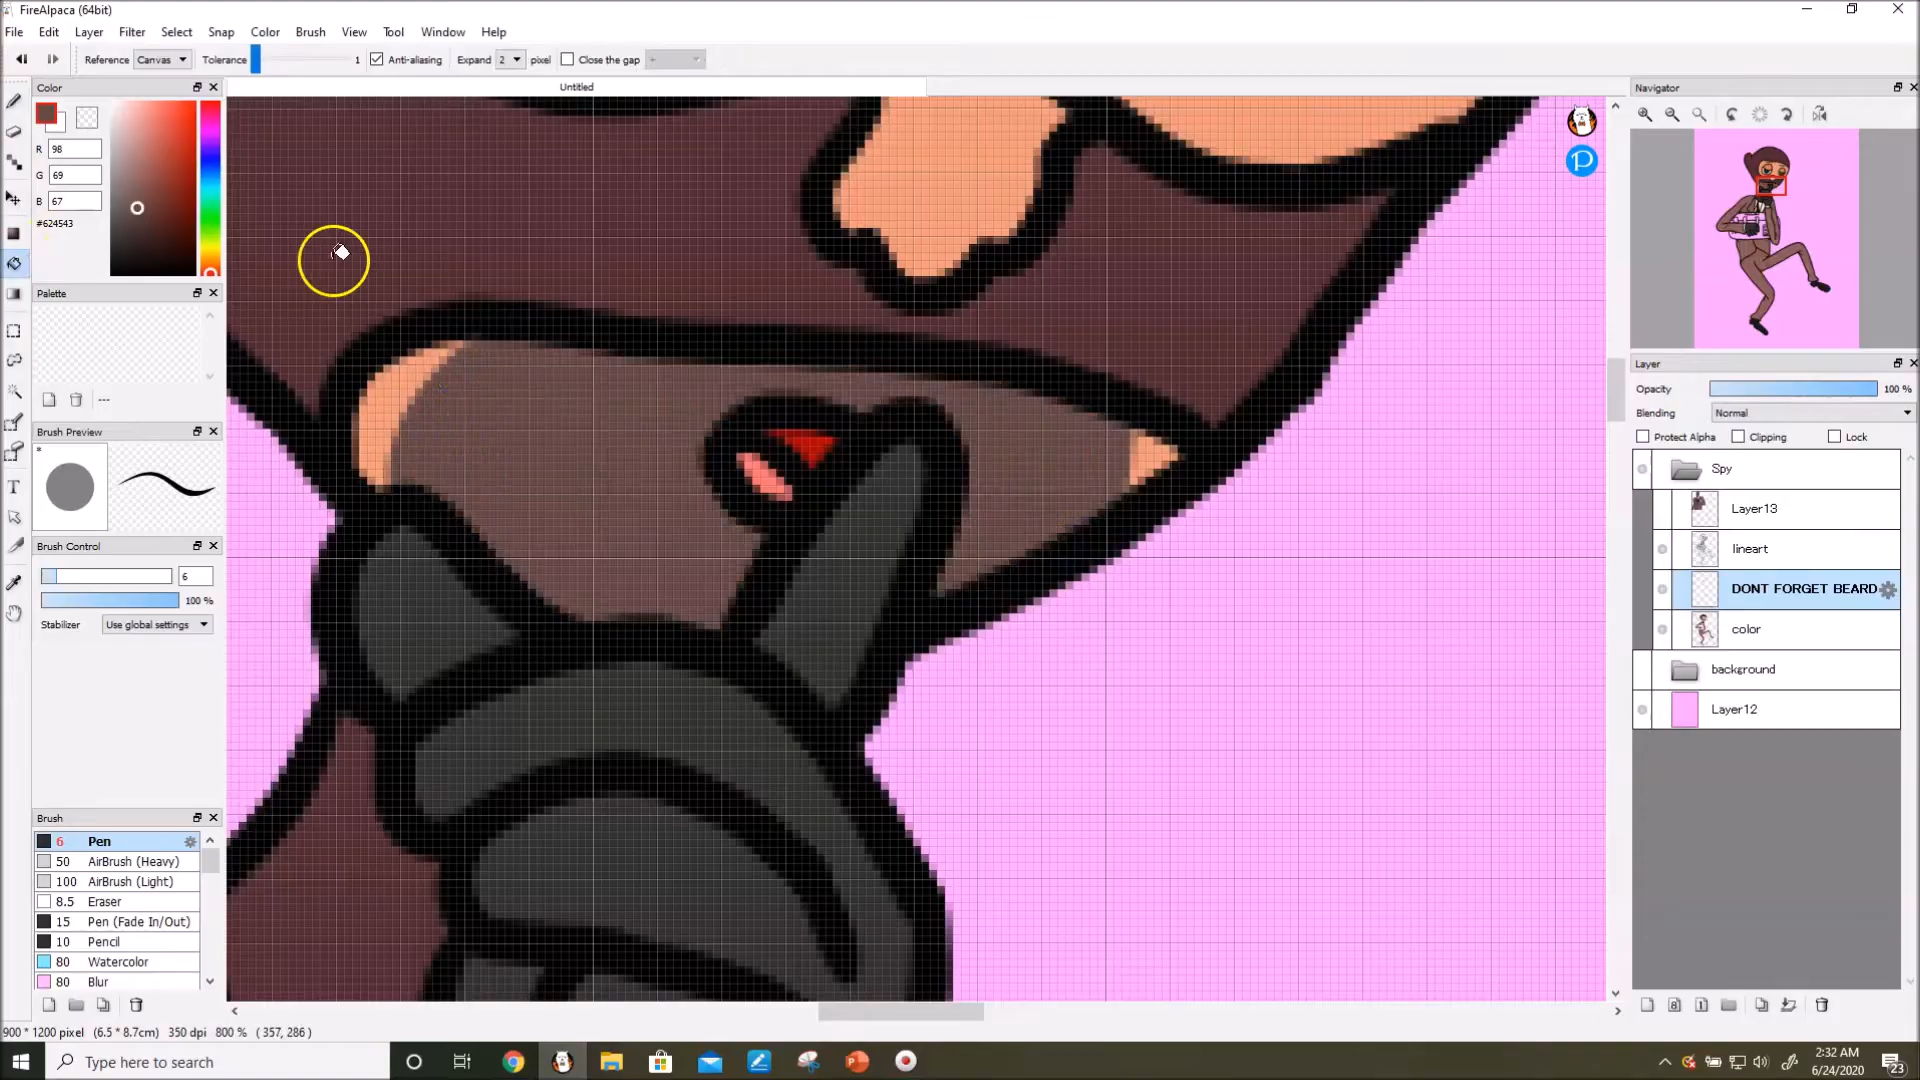 FireAlpaca (64bit)
File Edit Layer Filter Select Snap Color Brush View Tool Window Help
Reference Canvas Tolerance 1 Anti-aliasing Expand 2 pixel Close the gap
Color
Untitled
Navigator
R 98
G 69
B 67
#624543
Palette
Brush Preview
Brush Control
6
100 %
Stabilizer Use global settings
Brush
6 Pen
50 AirBrush (Heavy)
100 AirBrush (Light)
8.5 Eraser
15 Pen (Fade In/Out)
10 Pencil
80 Watercolor
80 Blur
Layer
Opacity 100 %
Blending Normal
Protect Alpha Clipping Lock
Spy
Layer13
lineart
DONT FORGET BEARD
color
background
Layer12
900 * 1200 pixel (6.5 * 8.7cm) 350 dpi 800 % ( 357, 286 )
Type here to search
2:32 AM
6/24/2020
23